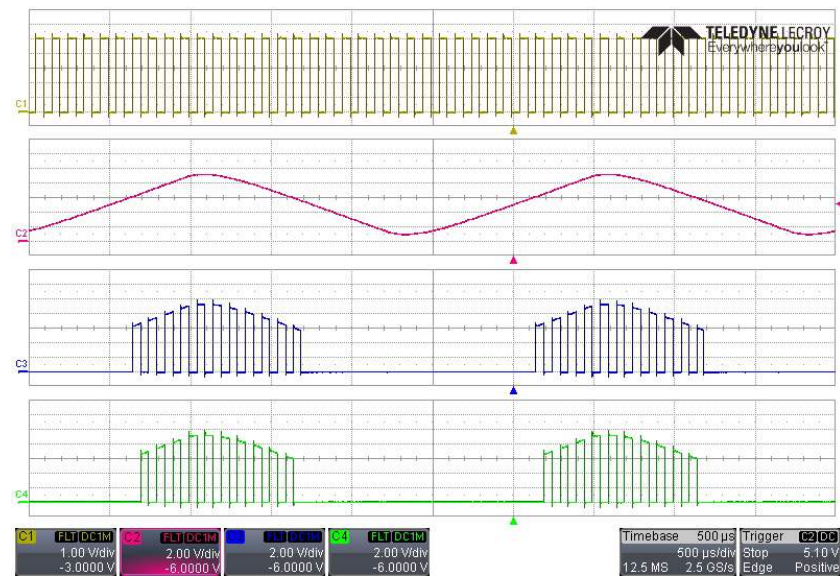 TELEDYNE LECROY
Everywhereyoulook
C1
C2
C3
C4
C1 FLT DC1M
1.00 V/div
-3.0000 V
C2 FLT DC1M
2.00 V/div
-6.0000 V
FLT DC1M
2.00 V/div
-6.0000 V
C4 FLT DC1M
2.00 V/div
-6.0000 V
Timebase 500 µs
500 µs/div
12.5 MS 2.5 GS/s
Trigger C2 DC
Stop 5.10 V
Edge Positive